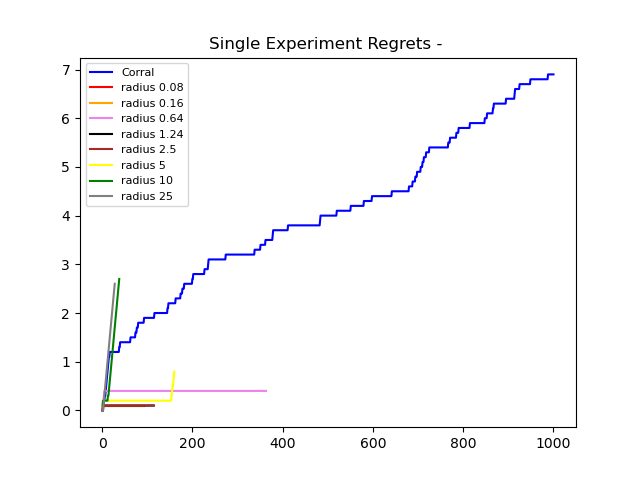 Single Experiment Regrets -
7
6
5
4
3
2
1
0
Corral
radius 0.08
radius 0.16
radius 0.64
radius 1.24
radius 2.5
radius 5
radius 10
radius 25
0 200 400 600 800 1000